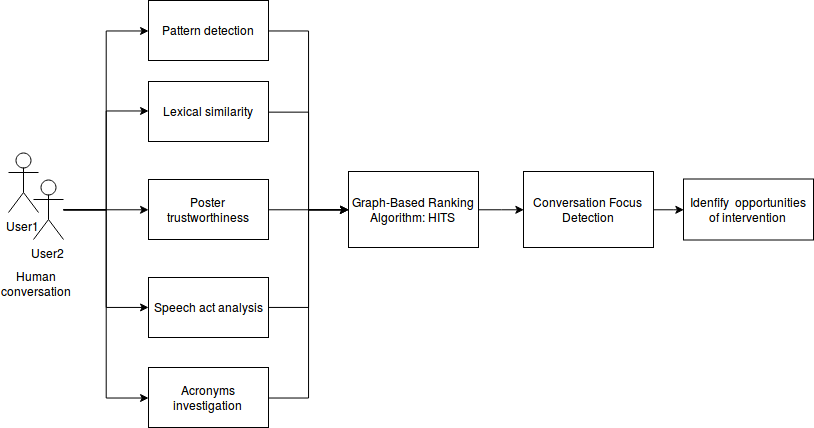 Pattern detection
Lexical similarity
Poster
trustworthiness
Speech act analysis
Acronyms
investigation
User1
User2
Human
conversation
Graph-Based Ranking
Algorithm: HITS
Conversation Focus
Detection
Idenfify opportunities
of intervention